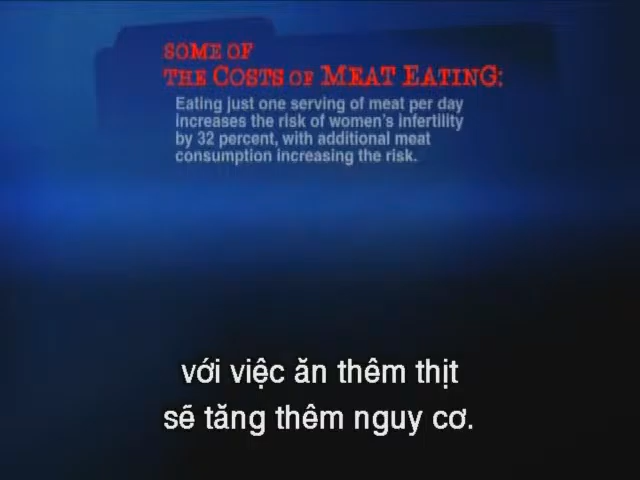 SOME OF
THE COSTS OF MEAT EATING:
Eating just one serving of meat per day
increases the risk of women's infertility
by 32 percent, with additional meat
consumption increasing the risk.
với việc ăn thêm thịt
sẽ tăng thêm nguy cơ.